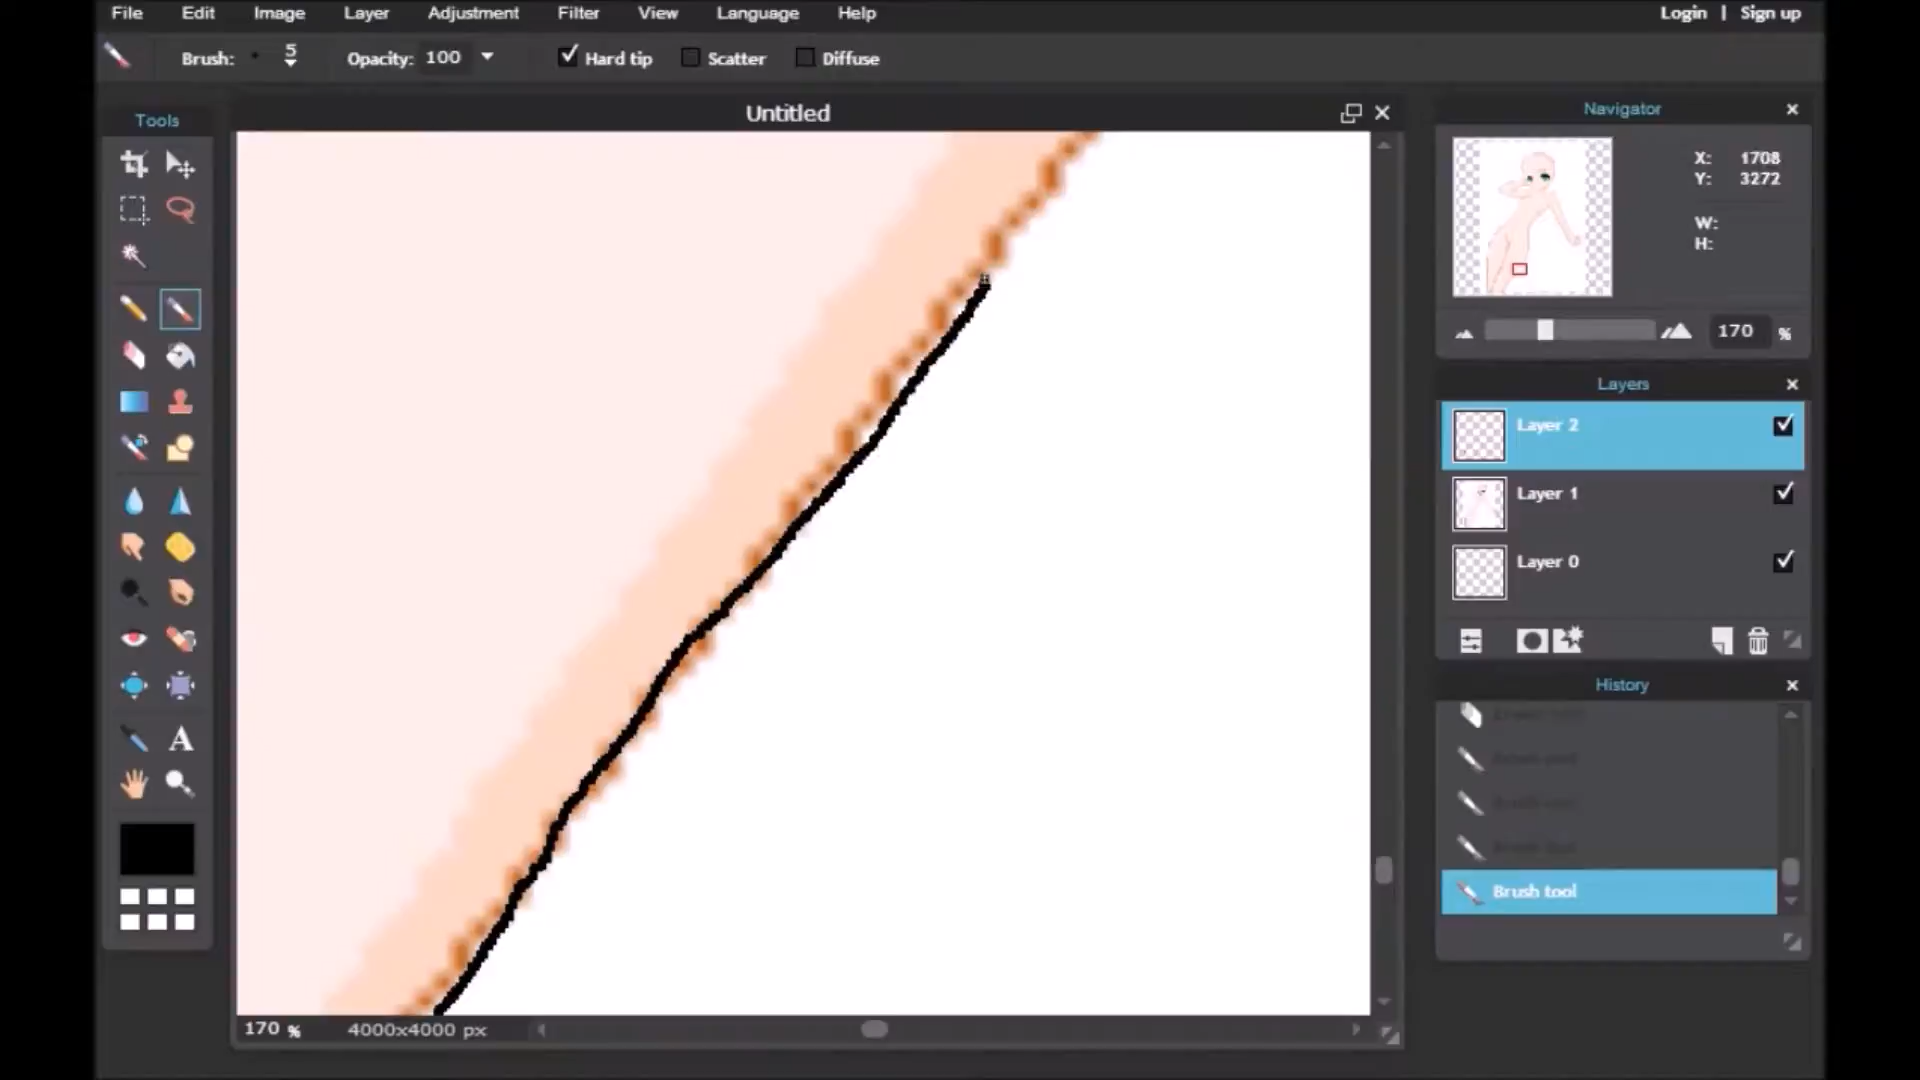 File Edit Image Layer Adjustment Filter View Language Help Login | Sign up
Brush: 5 Opacity: 100 Hard tip Scatter Diffuse
Tools
Untitled
Navigator
X: 1708
Y: 3272
W:
H:
170 %
Layers
Layer 2
Layer 1
Layer 0
History
Brush tool
170 % 4000x4000 px